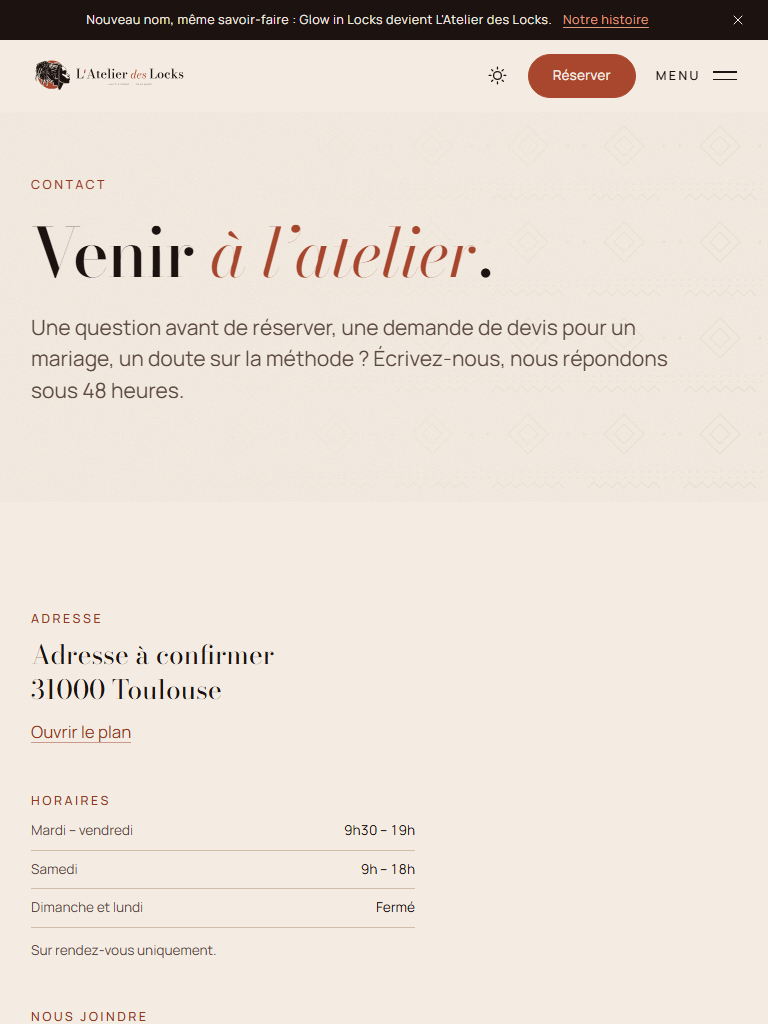 Nouveau nom, même savoir-faire : Glow in Locks devient L'Atelier des Locks. Notre histoire
L'Atelier des Locks
Réserver
MENU
CONTACT
Venir à l'atelier.
Une question avant de réserver, une demande de devis pour un
mariage, un doute sur la méthode ? Écrivez-nous, nous répondons
sous 48 heures.
ADRESSE
Adresse à confirmer
31000 Toulouse
Ouvrir le plan
HORAIRES
Mardi – vendredi 9h30 – 19h
Samedi 9h – 18h
Dimanche et lundi Fermé
Sur rendez-vous uniquement.
NOUS JOINDRE